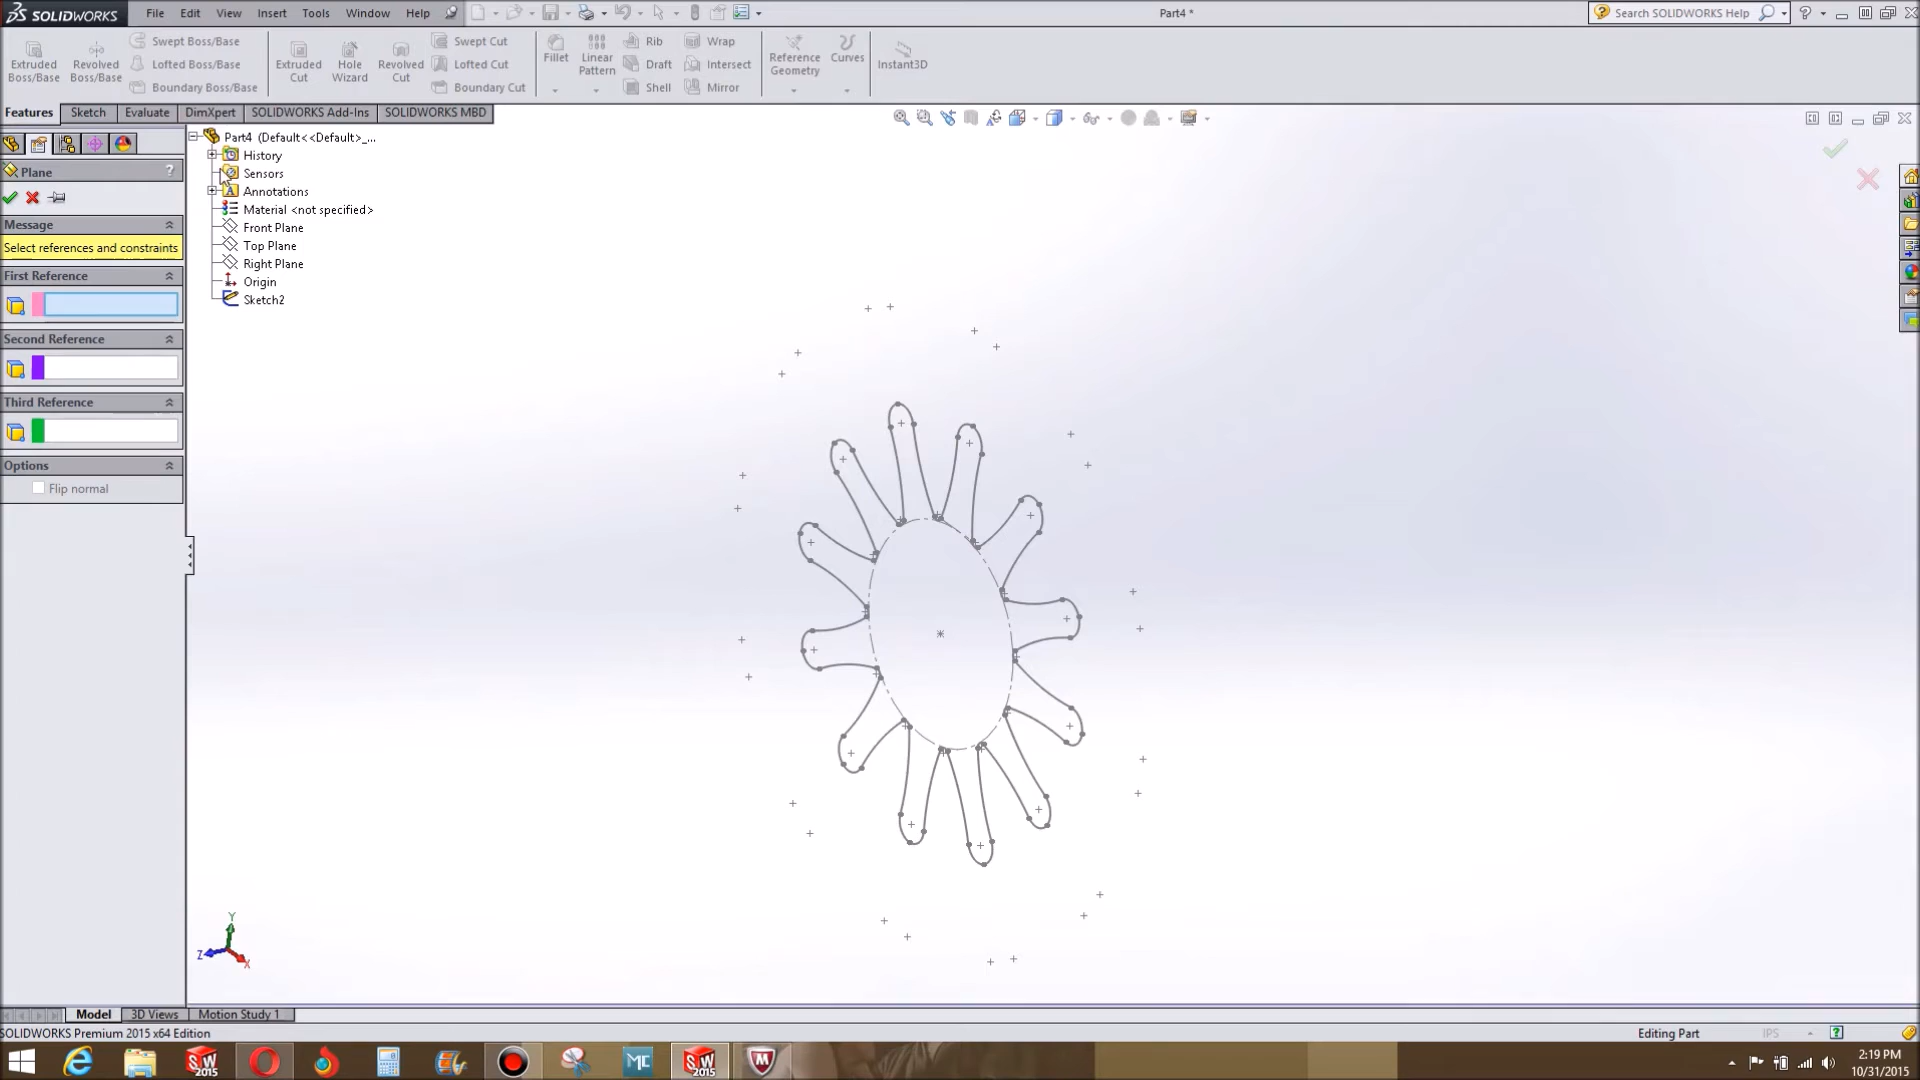 SOLIDWORKS File Edit View Insert Tools Window Help Part4 * Search SOLIDWORKS Help
Extruded Boss/Base
Revolved Boss/Base
Swept Boss/Base
Lofted Boss/Base
Boundary Boss/Base
Extruded Cut
Hole Wizard
Revolved Cut
Swept Cut
Lofted Cut
Boundary Cut
Fillet
Linear Pattern
Rib
Draft
Shell
Wrap
Intersect
Mirror
Reference Geometry
Curves
Instant3D
Features Sketch Evaluate DimXpert SOLIDWORKS Add-Ins SOLIDWORKS MBD
Plane ?
Message
Select references and constraints
First Reference
Second Reference
Third Reference
Options
Flip normal
Part4 (Default<<Default>_...
History
Sensors
Annotations
Material <not specified>
Front Plane
Top Plane
Right Plane
Origin
Sketch2
Y
Z
X
Model 3D Views Motion Study 1
SOLIDWORKS Premium 2015 x64 Edition Editing Part IPS
SW 2015 MC SW 2015
2:19 PM
10/31/2015